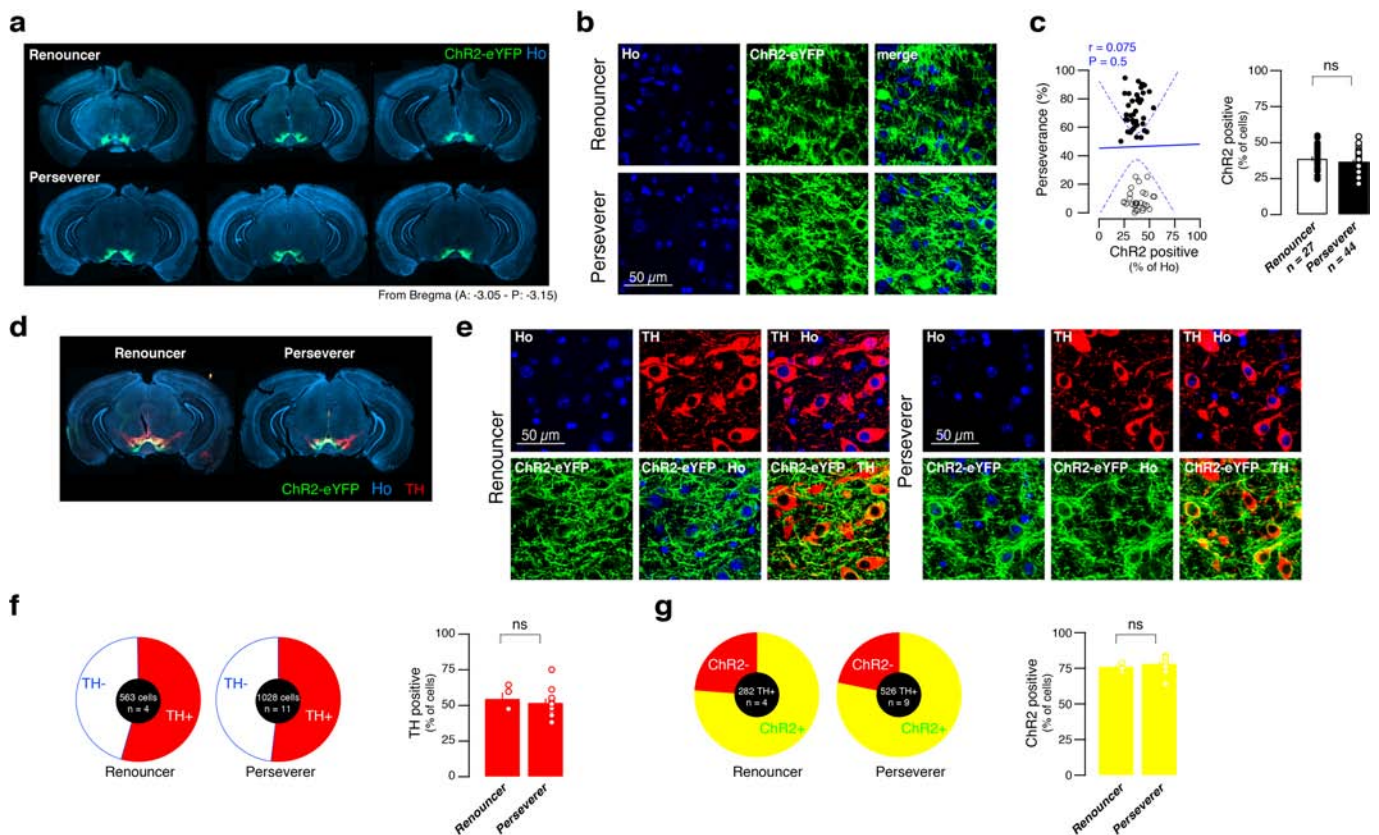 a
Renouncer
ChR2-eYFP Ho
Perseverer
From Bregma (A: -3.05 - P: -3.15)
b
Renouncer
Perseverer
Ho
ChR2-eYFP
merge
50 µm
c
r = 0.075
P = 0.5
Perseverance (%)
100
80
60
40
20
0
0 25 50 75 100
ChR2 positive
(% of Ho)
ns
ChR2 positive
(% of cells)
100
75
50
25
0
Renouncer
n = 27
Perseverer
n = 44
d
Renouncer Perseverer
ChR2-eYFP Ho TH
e
Renouncer
Ho
TH
TH Ho
50 µm
ChR2-eYFP
ChR2-eYFP Ho
ChR2-eYFP TH
Perseverer
Ho
TH
TH Ho
50 µm
ChR2-eYFP
ChR2-eYFP Ho
ChR2-eYFP TH
f
TH-
563 cells
n = 4
TH+
Renouncer
TH-
1028 cells
n = 11
TH+
Perseverer
ns
TH positive
(% of cells)
100
75
50
25
0
Renouncer
Perseverer
g
ChR2-
282 TH+
n = 4
ChR2+
Renouncer
ChR2-
526 TH+
n = 9
ChR2+
Perseverer
ns
ChR2 positive
(% of cells)
100
75
50
25
0
Renouncer
Perseverer